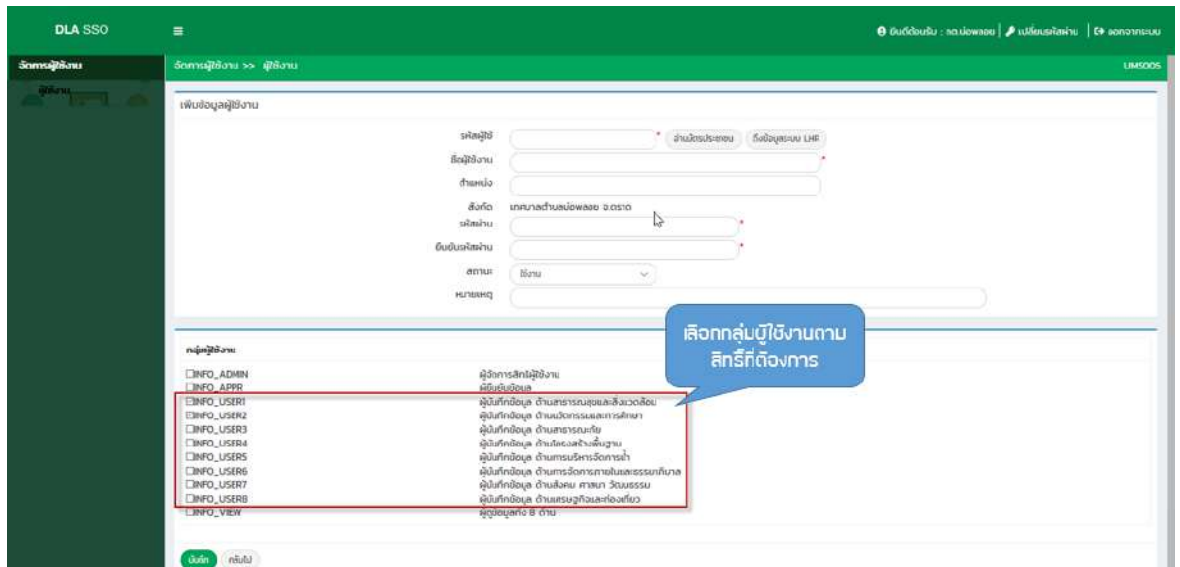 DLA SSO
ยินดีต้อนรับ : ทต.บ่อพลอย | เปลี่ยนรหัสผ่าน | ออกจากระบบ
จัดการผู้ใช้งาน
จัดการผู้ใช้งาน >> ผู้ใช้งาน
UMS005
ผู้ใช้งาน
เพิ่มข้อมูลผู้ใช้งาน
รหัสผู้ใช้ * อ่านบัตรประชาชน ดึงข้อมูลระบบ LHR
ชื่อผู้ใช้งาน *
ตำแหน่ง
สังกัด เทศบาลตำบลบ่อพลอย จ.ตราด
รหัสผ่าน *
ยืนยันรหัสผ่าน *
สถานะ ใช้งาน
หมายเหตุ
เลือกกลุ่มผู้ใช้งานตาม
สิทธิ์ที่ต้องการ
กลุ่มผู้ใช้งาน
INFO_ADMIN ผู้จัดการสิทธิ์ผู้ใช้งาน
INFO_APPR ผู้ยืนยันข้อมูล
INFO_USER1 ผู้บันทึกข้อมูล ด้านสาธารณสุขและสิ่งแวดล้อม
INFO_USER2 ผู้บันทึกข้อมูล ด้านนวัตกรรมและการศึกษา
INFO_USER3 ผู้บันทึกข้อมูล ด้านสาธารณะภัย
INFO_USER4 ผู้บันทึกข้อมูล ด้านโครงสร้างพื้นฐาน
INFO_USER5 ผู้บันทึกข้อมูล ด้านการบริหารจัดการน้ำ
INFO_USER6 ผู้บันทึกข้อมูล ด้านการจัดการภายในและธรรมาภิบาล
INFO_USER7 ผู้บันทึกข้อมูล ด้านสังคม ศาสนา วัฒนธรรม
INFO_USER8 ผู้บันทึกข้อมูล ด้านเศรษฐกิจและท่องเที่ยว
INFO_VIEW ผู้ดูข้อมูลทั้ง 8 ด้าน
บันทึก กลับไป